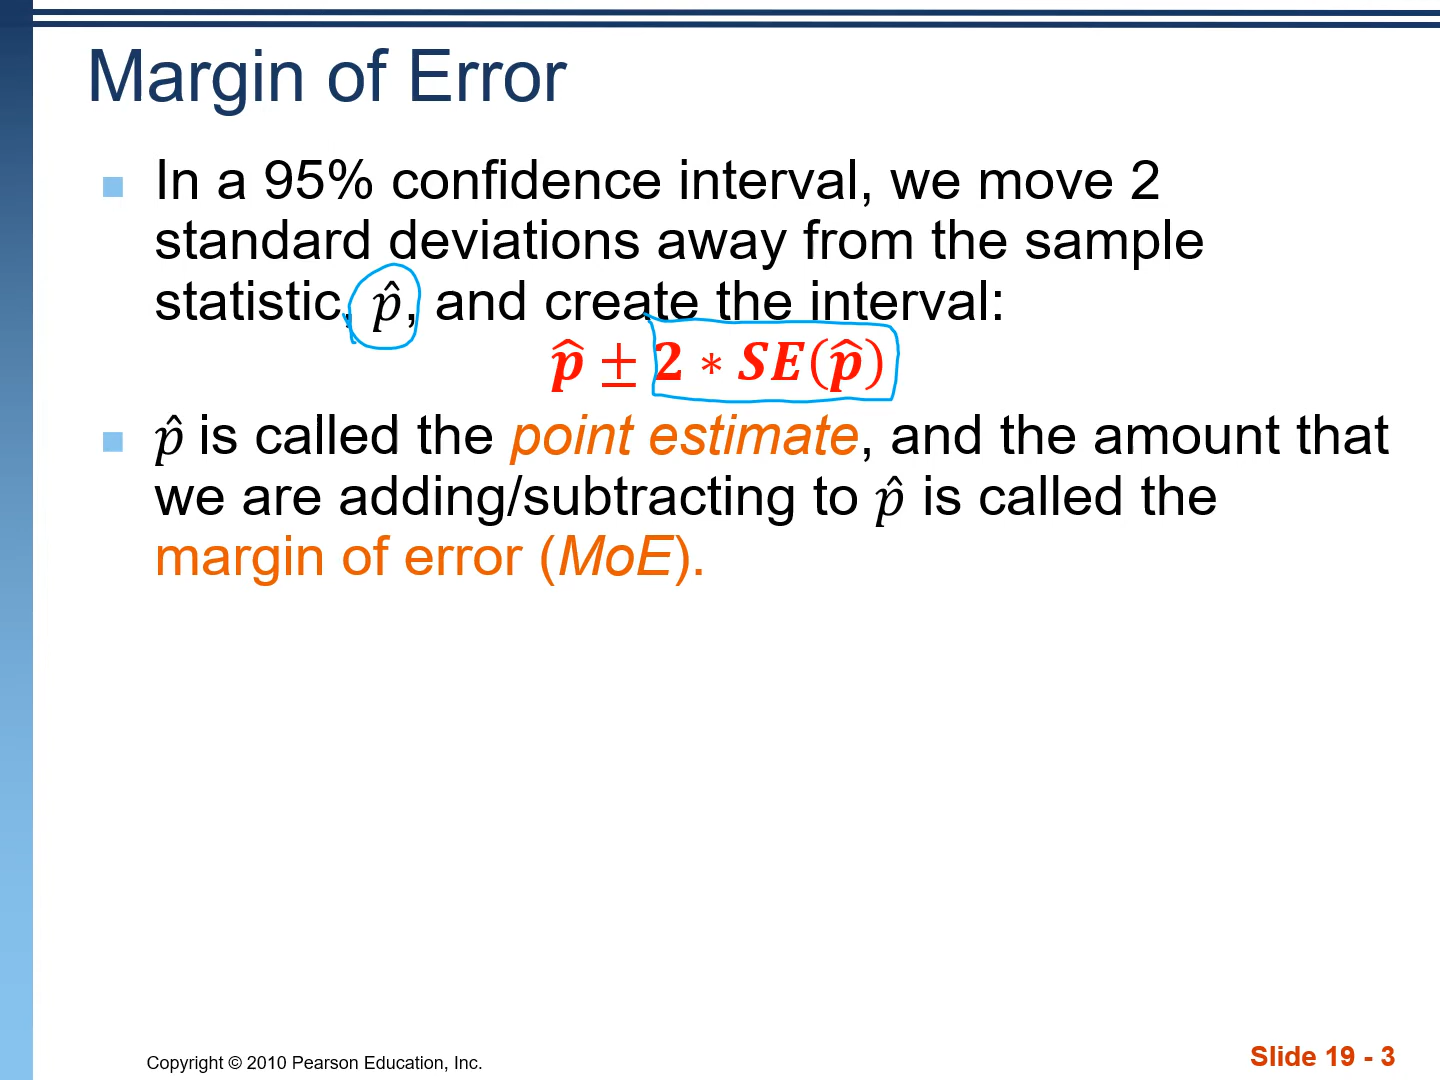 Margin of Error
In a 95% confidence interval, we move 2
standard deviations away from the sample
statistic, p̂, and create the interval:
p̂ ± 2 * SE(p̂)
p̂ is called the point estimate, and the amount that
we are adding/subtracting to p̂ is called the
margin of error (MoE).
Copyright © 2010 Pearson Education, Inc.
Slide 19 - 3